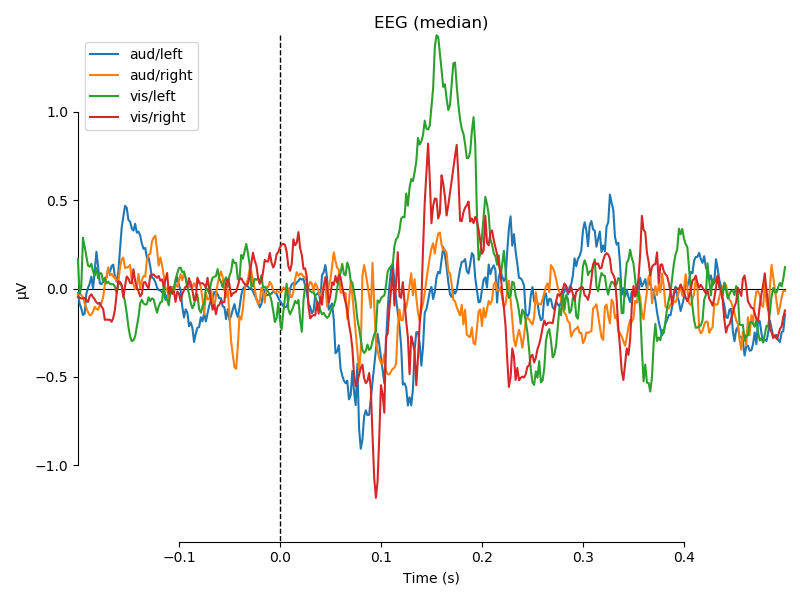 EEG (median)
aud/left
aud/right
vis/left
vis/right
1.0
0.5
0.0
−0.5
−1.0
µV
−0.1
0.0
0.1
0.2
0.3
0.4
Time (s)